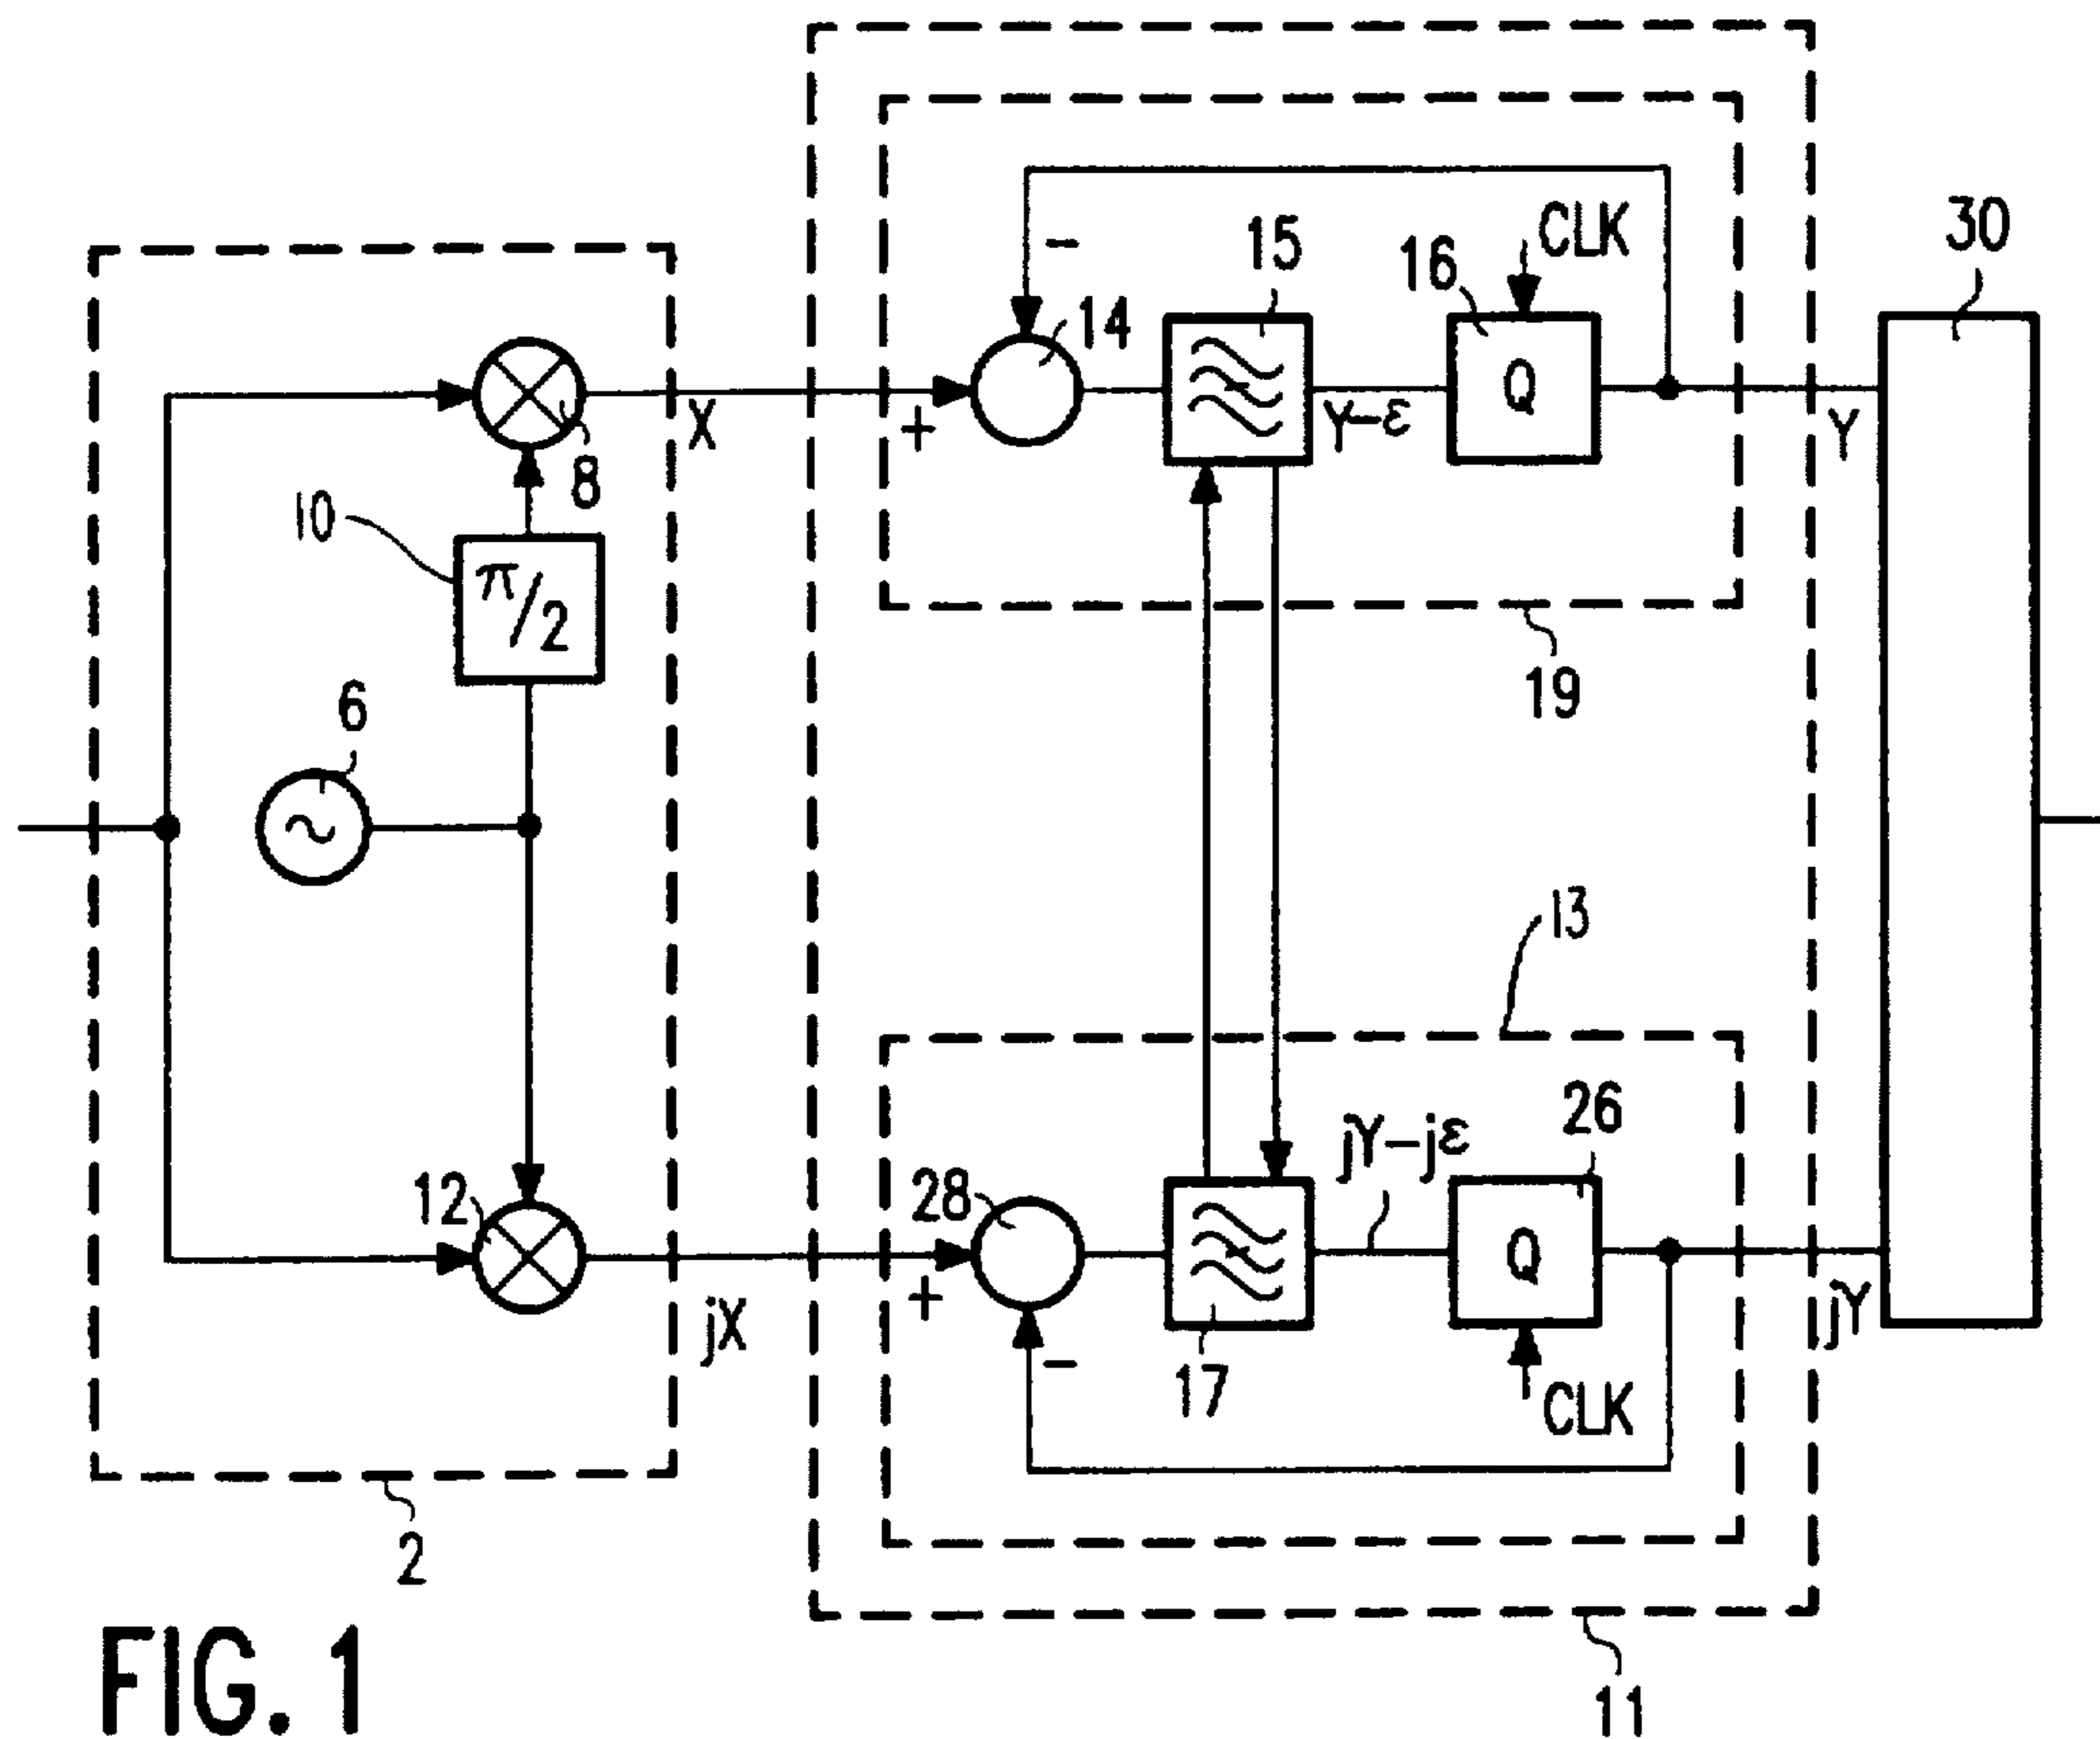 30
CLK
15
16
-
14
Q
X
+
Y-ε
Y
8
10
π/2
19
6
13
26
jY-jε
28
12
Q
+
jX
jY
-
17
CLK
2
11
FIG. 1